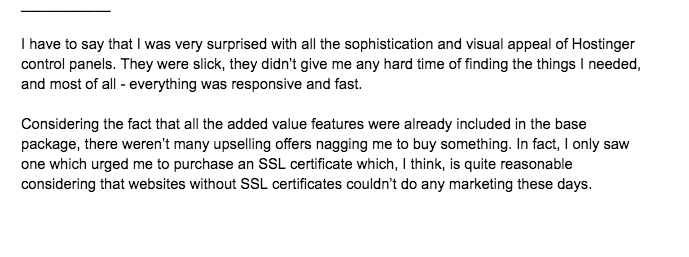 I have to say that I was very surprised with all the sophistication and visual appeal of Hostinger
control panels. They were slick, they didn't give me any hard time of finding the things I needed,
and most of all - everything was responsive and fast.
Considering the fact that all the added value features were already included in the base
package, there weren't many upselling offers nagging me to buy something. In fact, I only saw
one which urged me to purchase an SSL certificate which, I think, is quite reasonable
considering that websites without SSL certificates couldn't do any marketing these days.